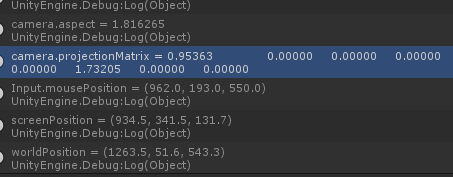 UnityEngine.Debug:Log(Object)
camera.aspect = 1.816265
UnityEngine.Debug:Log(Object)
camera.projectionMatrix = 0.95363 0.00000 0.00000 0.00000
0.00000 1.73205 0.00000 0.00000
Input.mousePosition = (962.0, 193.0, 550.0)
UnityEngine.Debug:Log(Object)
screenPosition = (934.5, 341.5, 131.7)
UnityEngine.Debug:Log(Object)
worldPosition = (1263.5, 51.6, 543.3)
UnityEngine.Debug:Log(Object)